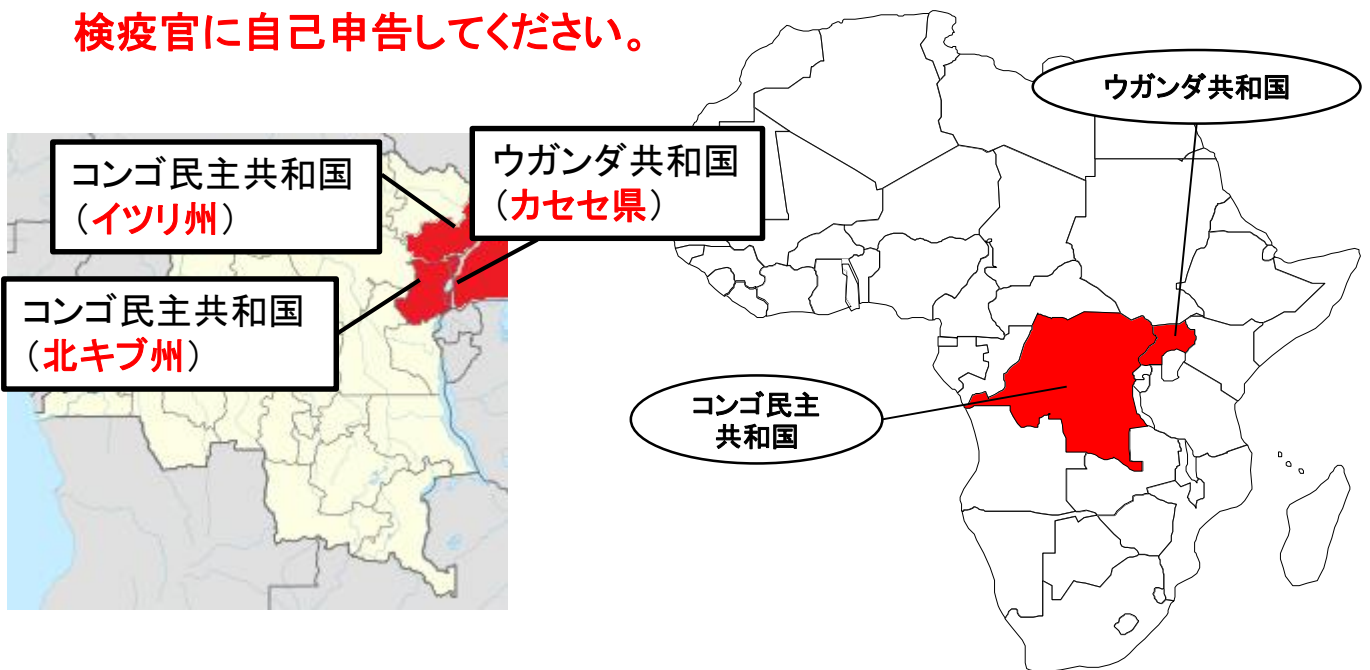 検疫官に自己申告してください。
コンゴ民主共和国
（イツリ州）
ウガンダ共和国
（カセセ県）
コンゴ民主共和国
（北キブ州）
ウガンダ共和国
コンゴ民主
共和国